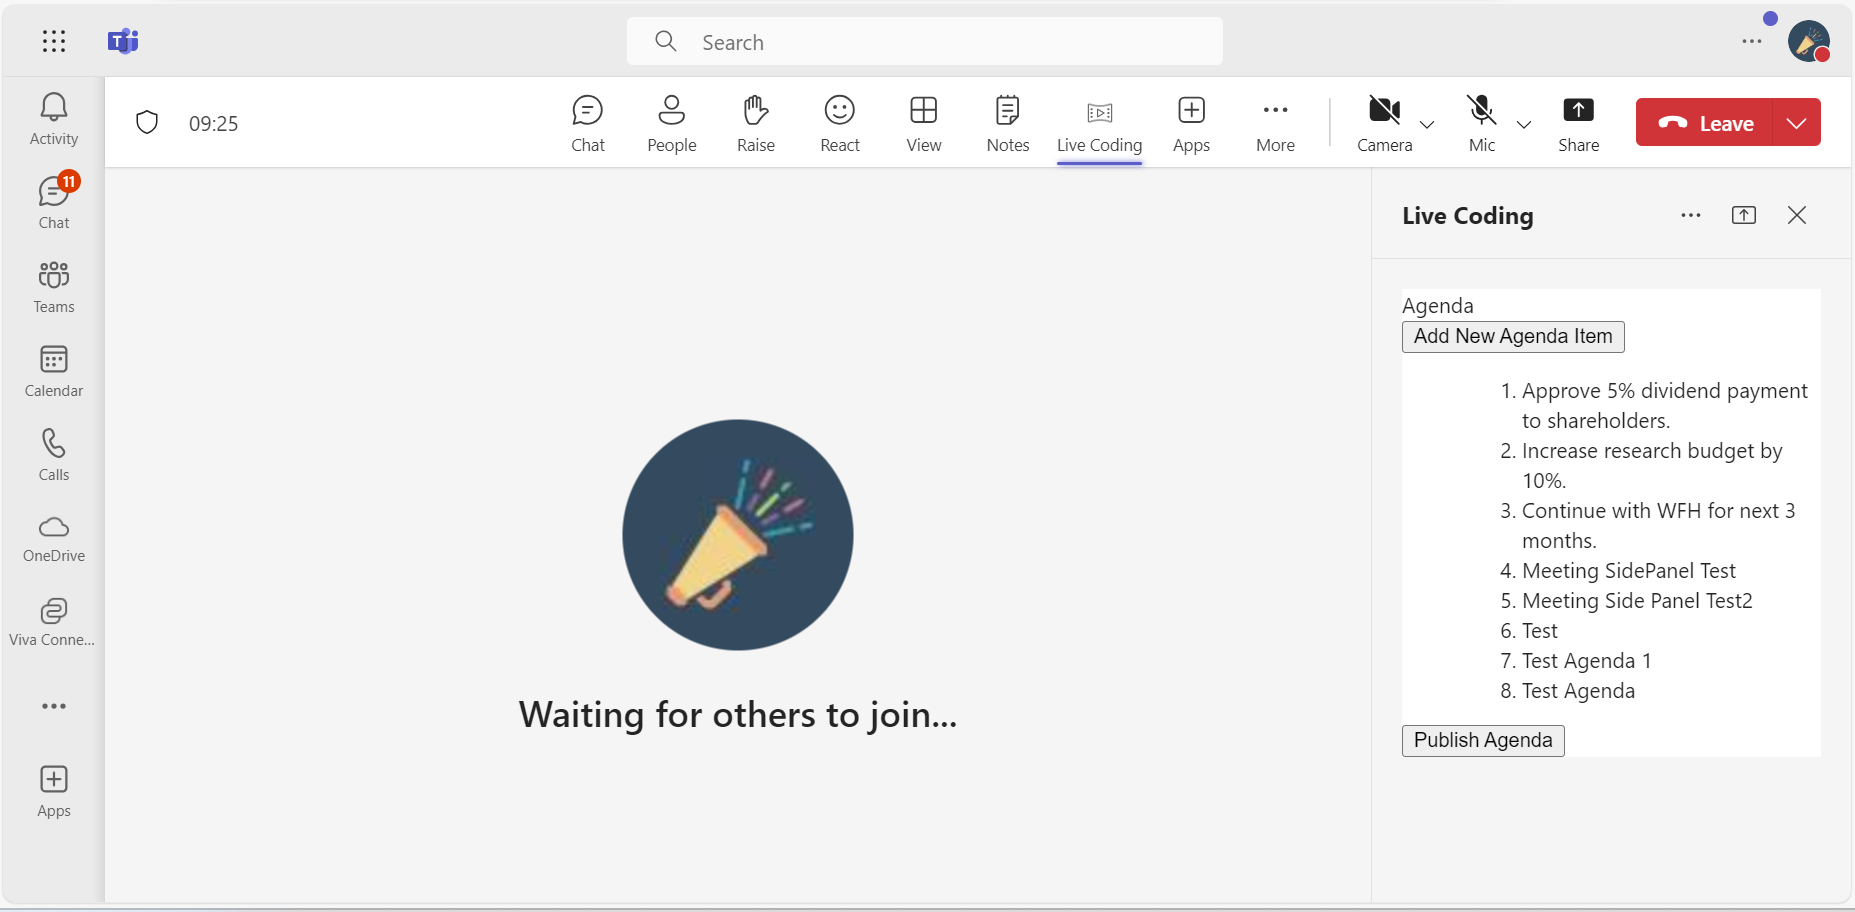 Search
Activity
11
Chat
Teams
Calendar
Calls
OneDrive
Viva Conne...
Apps
09:25
Chat
People
Raise
React
View
Notes
Live Coding
Apps
More
Camera
Mic
Share
Leave
Waiting for others to join...
Live Coding
Agenda
Add New Agenda Item
1. Approve 5% dividend payment
to shareholders.
2. Increase research budget by
10%.
3. Continue with WFH for next 3
months.
4. Meeting SidePanel Test
5. Meeting Side Panel Test2
6. Test
7. Test Agenda 1
8. Test Agenda
Publish Agenda